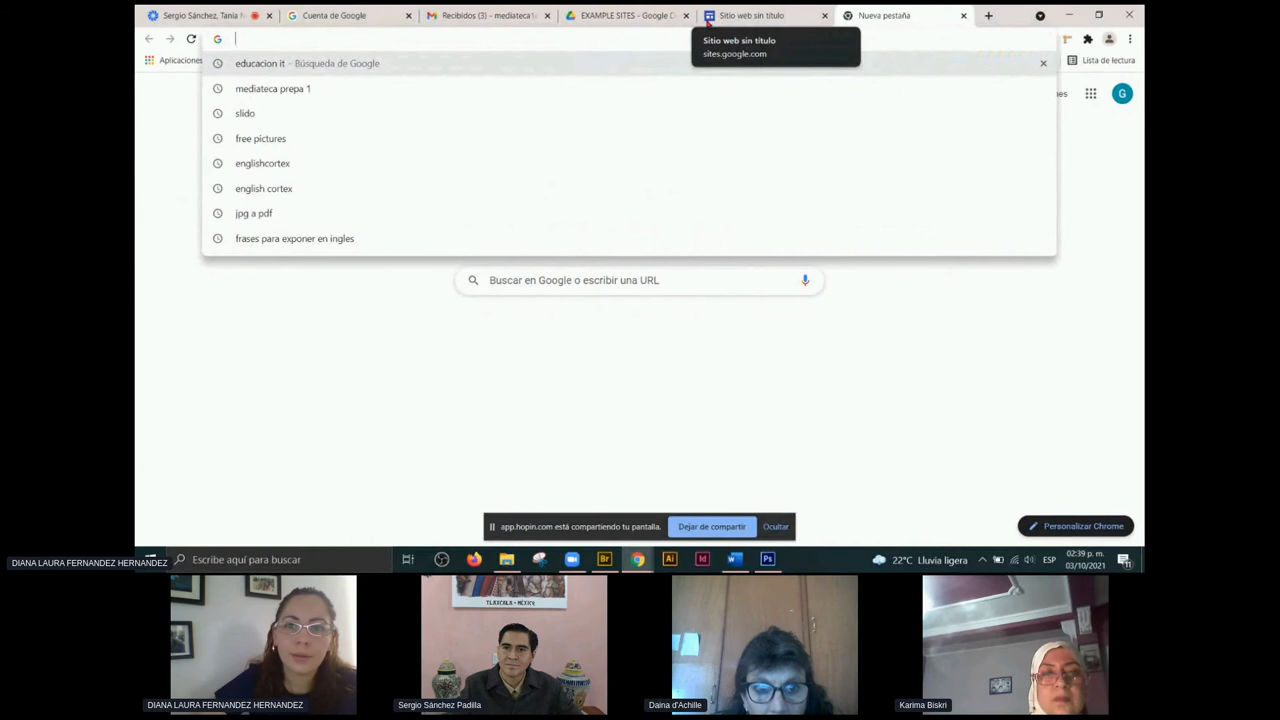 Sergio Sánchez, Tania M
Cuenta de Google
Recibidos (3) - mediateca1
EXAMPLE SITES - Google D
Sitio web sin título
Nueva pestaña
Sitio web sin título
sites.google.com
Aplicaciones
Lista de lectura
educacion it – Búsqueda de Google
mediateca prepa 1
slido
free pictures
englishcortex
english cortex
jpg a pdf
frases para exponer en ingles
G
Buscar en Google o escribir una URL
app.hopin.com está compartiendo tu pantalla.
Dejar de compartir
Ocultar
Personalizar Chrome
Escribe aquí para buscar
Br
Ai
Id
Ps
22°C Lluvia ligera
ESP
02:39 p. m.
03/10/2021
DIANA LAURA FERNANDEZ HERNANDEZ
TLAXCALA • MÉXICO
DIANA LAURA FERNANDEZ HERNANDEZ
Sergio Sánchez Padilla
Daina d'Achille
Karima Biskri